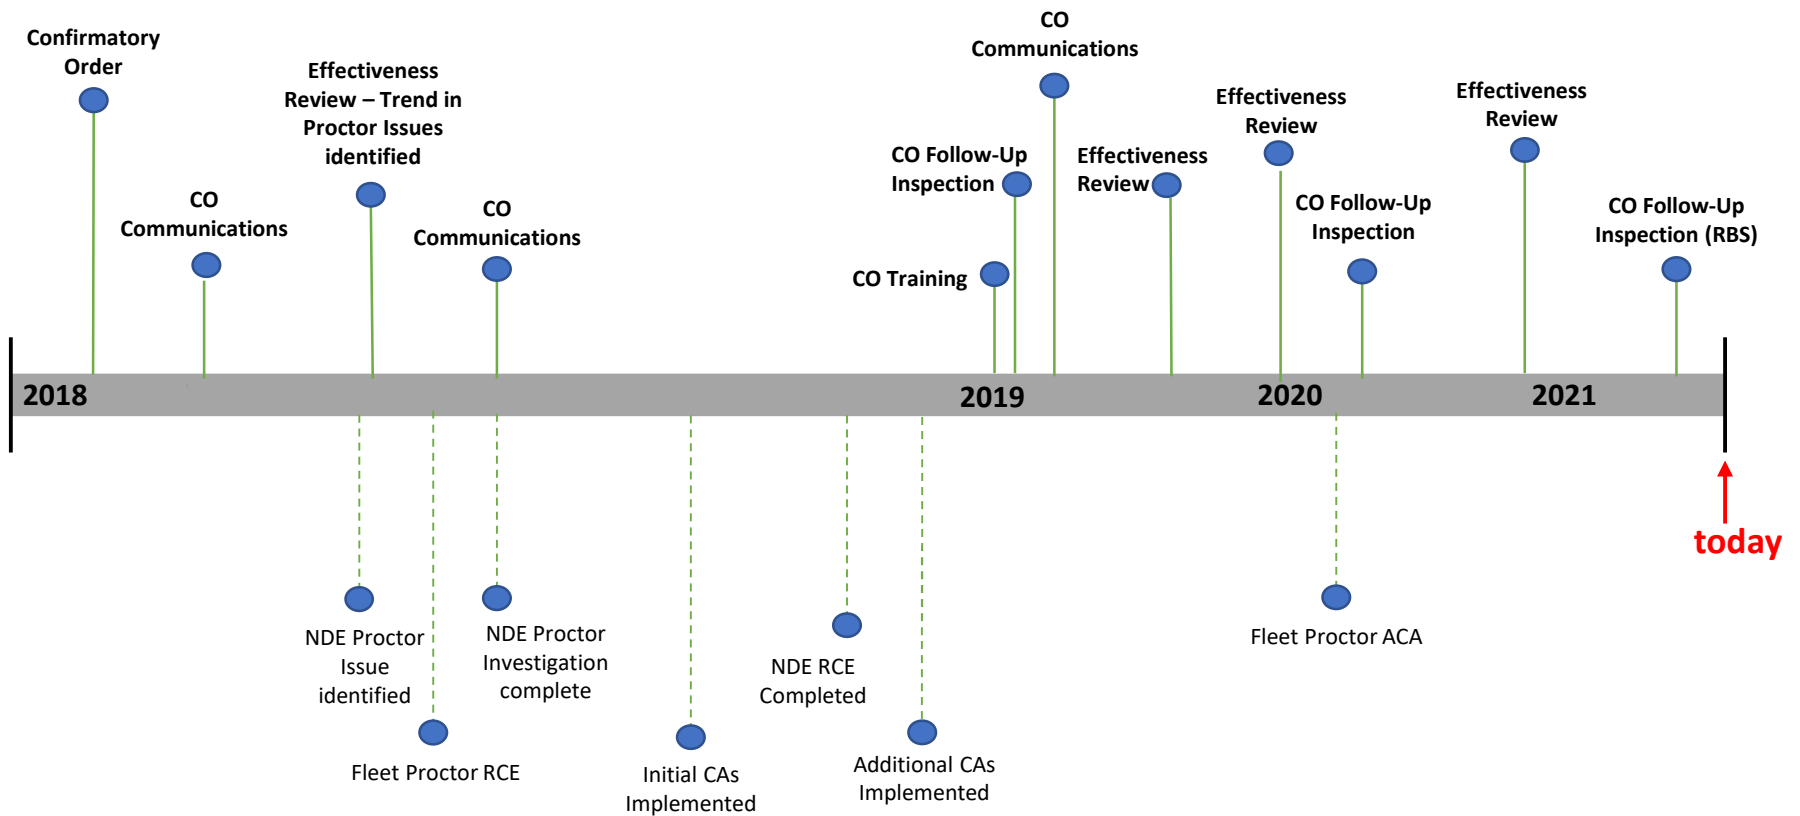 Confirmatory
Order
CO
Communications
Effectiveness
Review – Trend in
Proctor Issues
identified
CO
Communications
CO Training
CO Follow-Up
Inspection
CO
Communications
Effectiveness
Review
Effectiveness
Review
CO Follow-Up
Inspection
Effectiveness
Review
CO Follow-Up
Inspection (RBS)
2018
2019
2020
2021
today
NDE Proctor
Issue
identified
Fleet Proctor RCE
NDE Proctor
Investigation
complete
Initial CAs
Implemented
NDE RCE
Completed
Additional CAs
Implemented
Fleet Proctor ACA